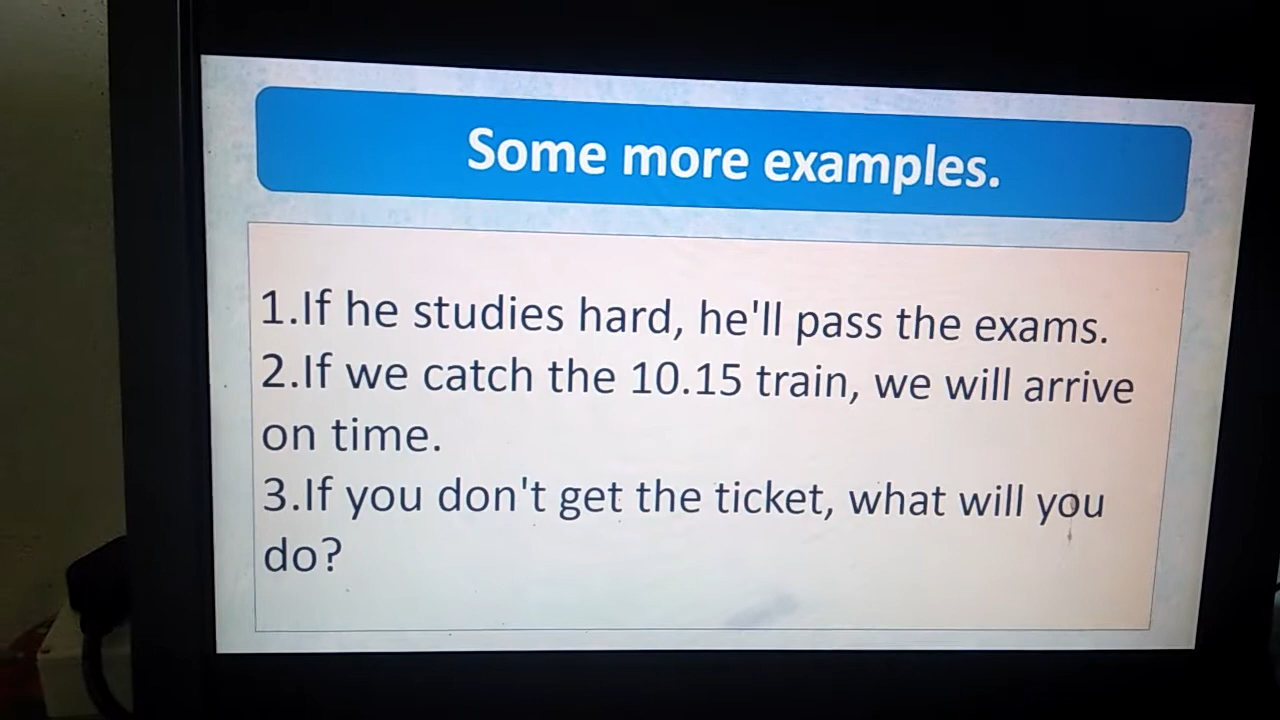 Some more examples.
1.If he studies hard, he'll pass the exams.
2.If we catch the 10.15 train, we will arrive
on time.
3.If you don't get the ticket, what will you
do?